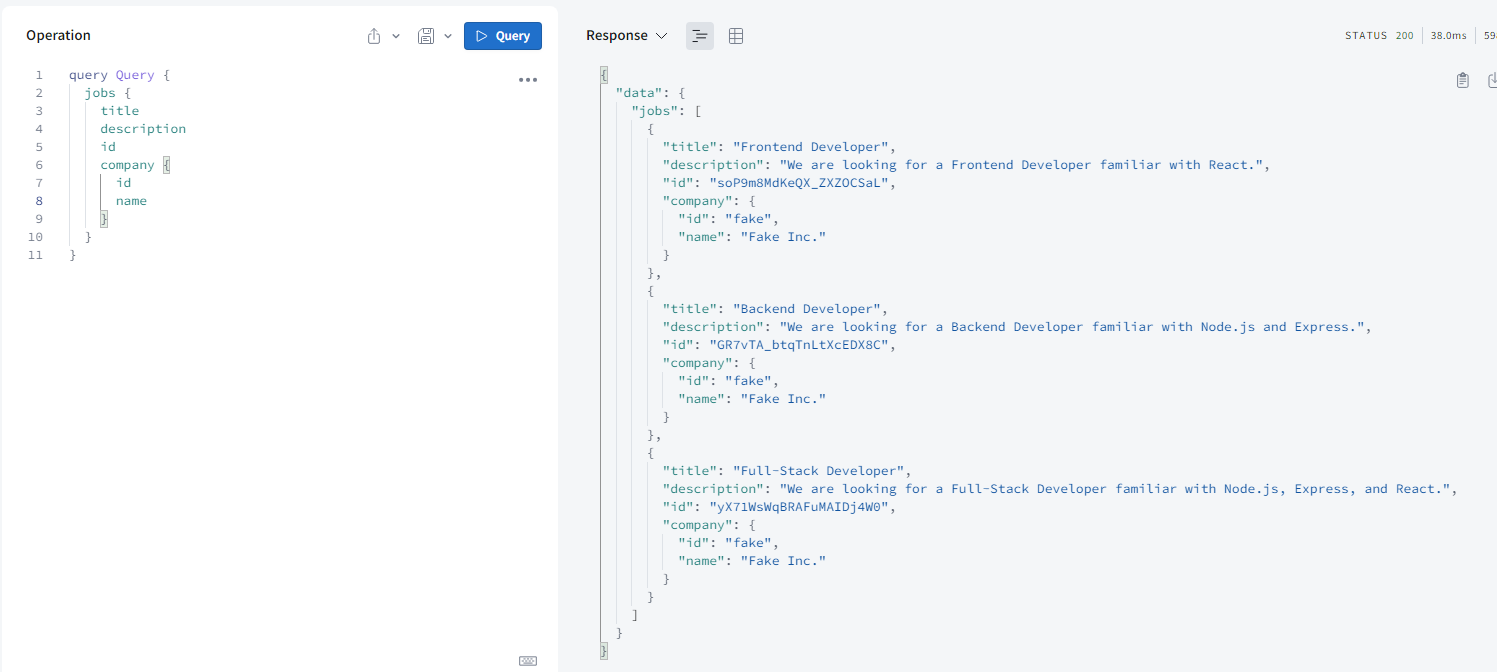 Operation
Query
Response
STATUS 200
38.0ms
1 query Query {
2 jobs {
3 title
4 description
5 id
6 company {
7 id
8 name
9 }
10 }
11 }
{
"data": {
"jobs": [
{
"title": "Frontend Developer",
"description": "We are looking for a Frontend Developer familiar with React.",
"id": "soP9m8MdKeQX_ZXZOCSaL",
"company": {
"id": "fake",
"name": "Fake Inc."
}
},
{
"title": "Backend Developer",
"description": "We are looking for a Backend Developer familiar with Node.js and Express.",
"id": "GR7vTA_btqTnLtXcEDX8C",
"company": {
"id": "fake",
"name": "Fake Inc."
}
},
{
"title": "Full-Stack Developer",
"description": "We are looking for a Full-Stack Developer familiar with Node.js, Express, and React.",
"id": "yX71WsWqBRAFuMAIDj4W0",
"company": {
"id": "fake",
"name": "Fake Inc."
}
}
]
}
}